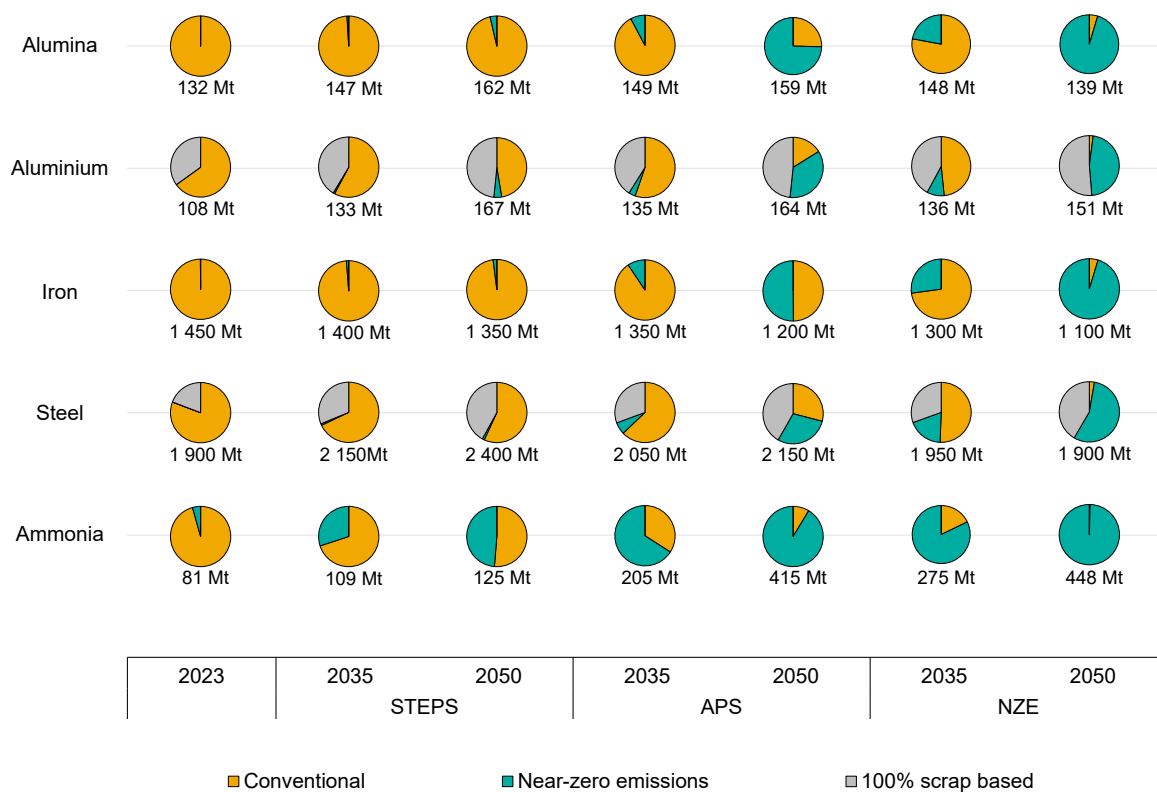 Alumina
132 Mt 147 Mt 162 Mt 149 Mt 159 Mt 148 Mt 139 Mt
Aluminium
108 Mt 133 Mt 167 Mt 135 Mt 164 Mt 136 Mt 151 Mt
Iron
1 450 Mt 1 400 Mt 1 350 Mt 1 350 Mt 1 200 Mt 1 300 Mt 1 100 Mt
Steel
1 900 Mt 2 150Mt 2 400 Mt 2 050 Mt 2 150 Mt 1 950 Mt 1 900 Mt
Ammonia
81 Mt 109 Mt 125 Mt 205 Mt 415 Mt 275 Mt 448 Mt
2023 2035 2050 2035 2050 2035 2050
STEPS APS NZE
Conventional Near-zero emissions 100% scrap based